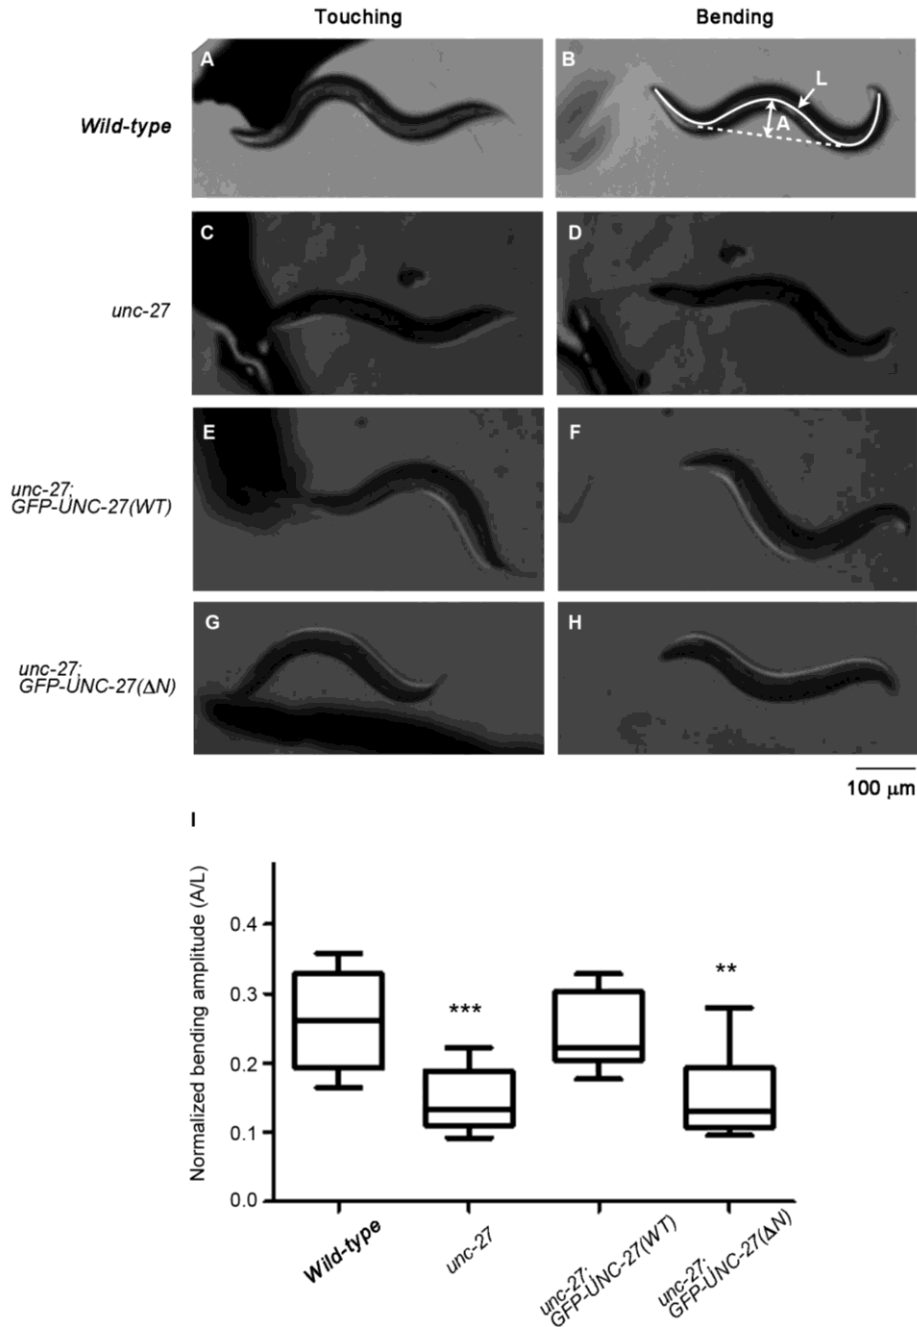 Touching
Bending
Wild-type
A
B
L
A
unc-27
C
D
unc-27;
GFP-UNC-27(WT)
E
F
unc-27;
GFP-UNC-27(ΔN)
G
H
100 μm
I
Normalized bending amplitude (A/L)
0.4
0.3
0.2
0.1
0.0
***
**
Wild-type
unc-27
unc-27;
GFP-UNC-27(WT)
unc-27;
GFP-UNC-27(ΔN)